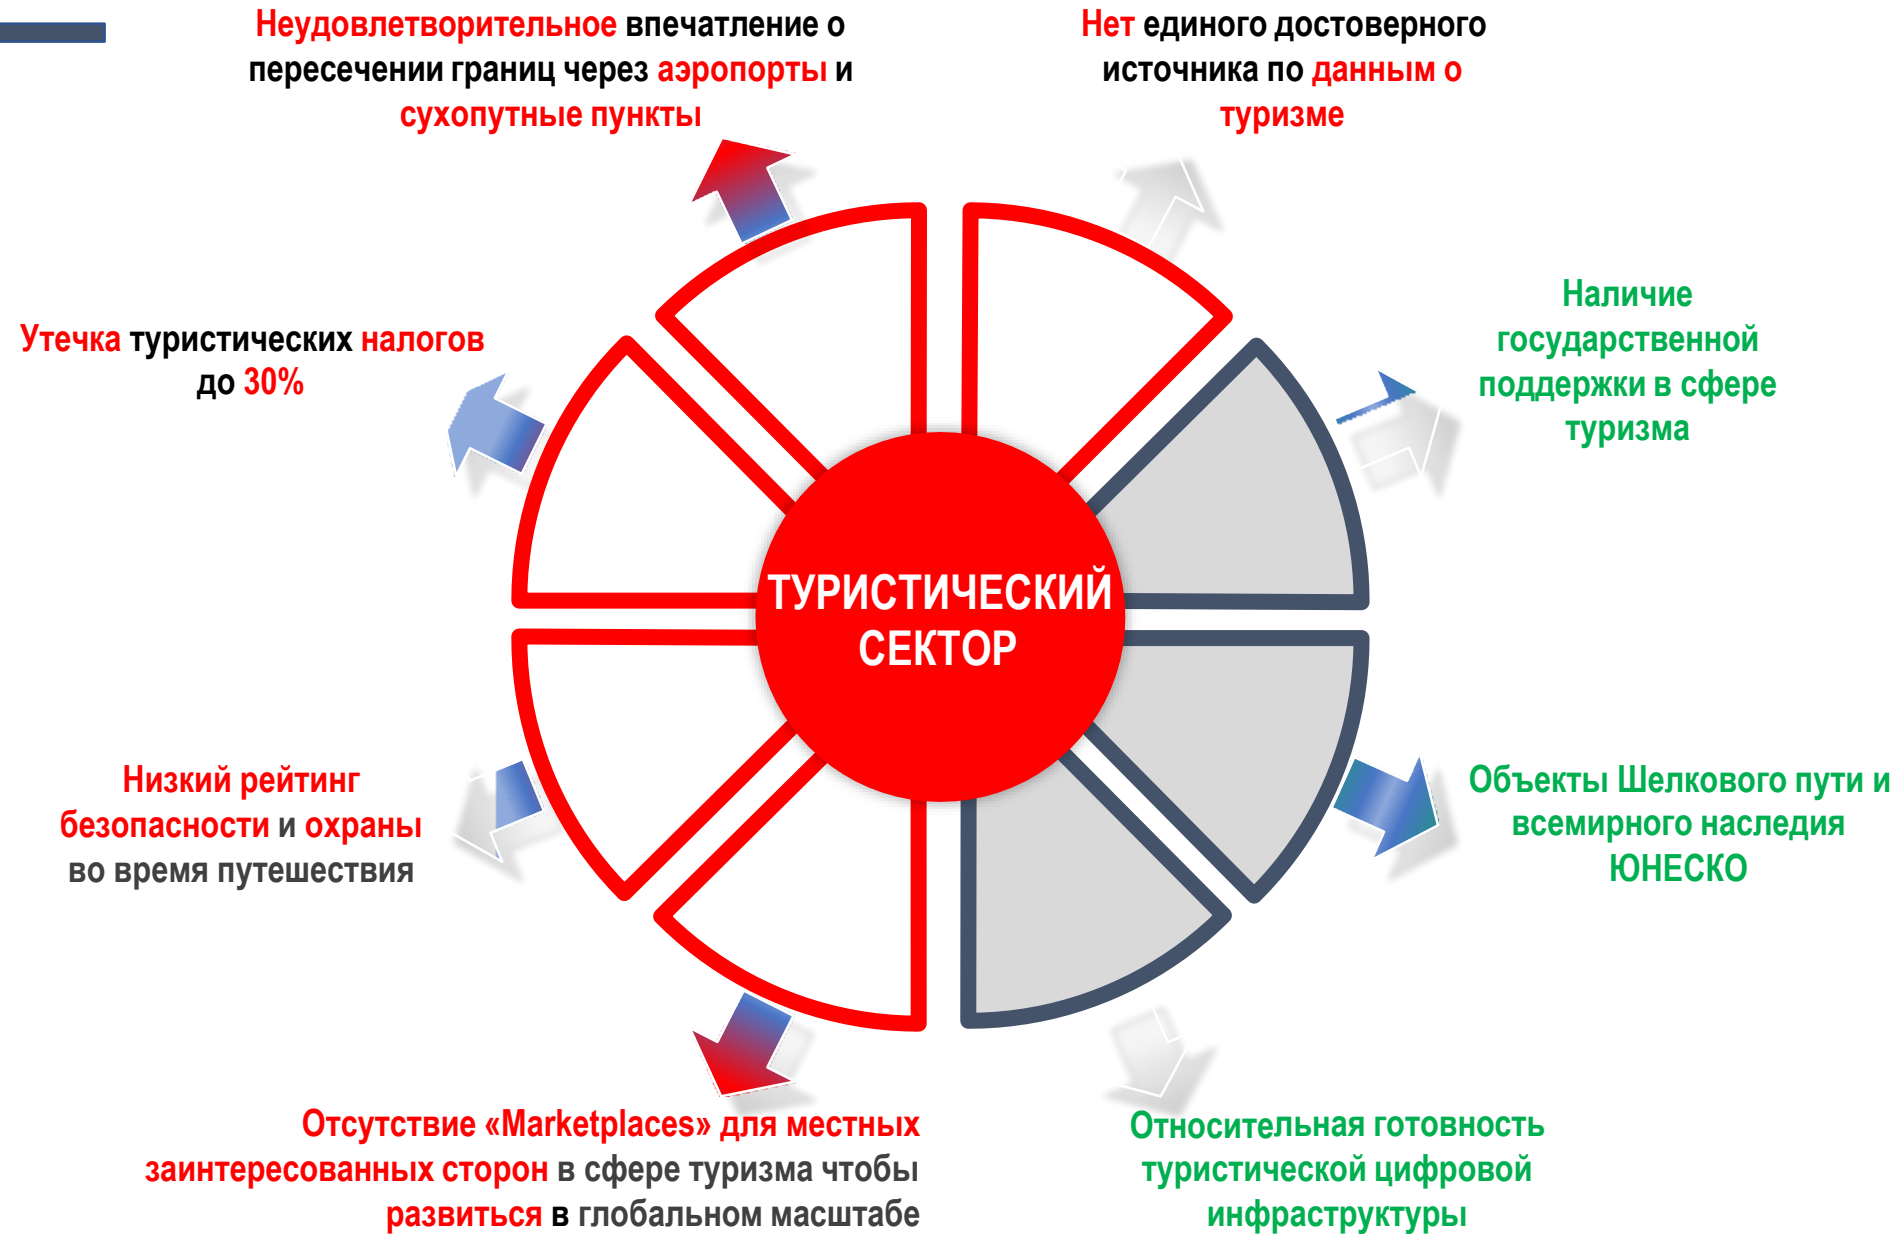 Неудовлетворительное впечатление о
пересечении границ через аэропорты и
сухопутные пункты
Нет единого достоверного
источника по данным о
туризме
Наличие
государственной
поддержки в сфере
туризма
Утечка туристических налогов
до 30%
ТУРИСТИЧЕСКИЙ
СЕКТОР
Низкий рейтинг
безопасности и охраны
во время путешествия
Объекты Шелкового пути и
всемирного наследия
ЮНЕСКО
Отсутствие «Marketplaces» для местных
заинтересованных сторон в сфере туризма чтобы
развиться в глобальном масштабе
Относительная готовность
туристической цифровой
инфраструктуры